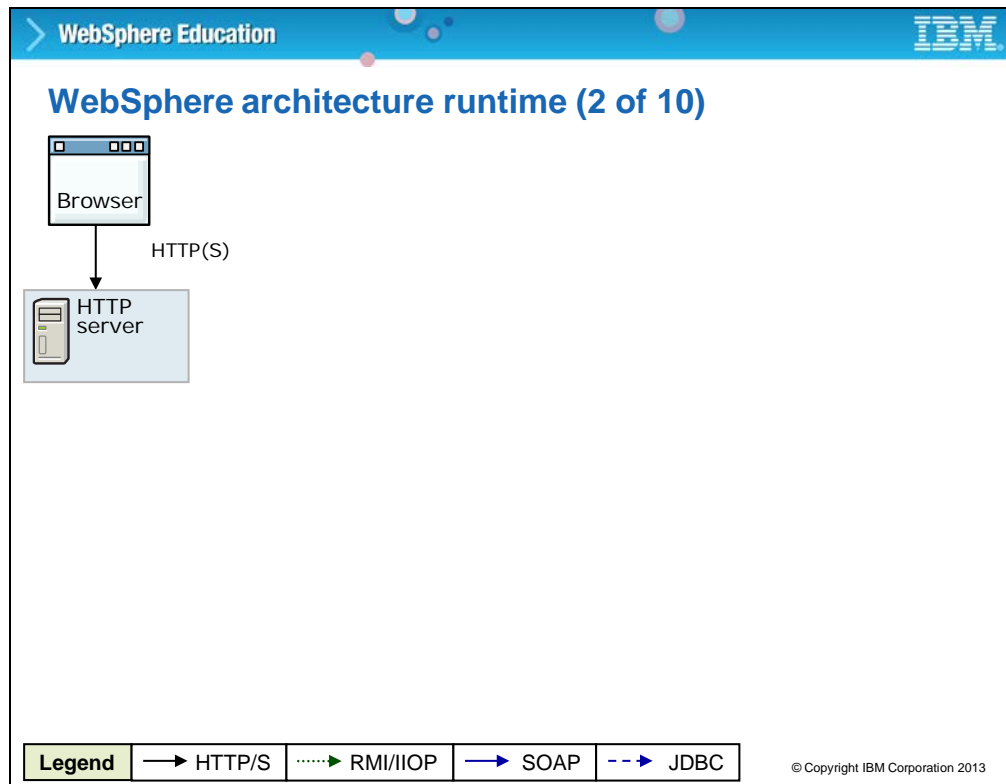 WebSphere Education
IBM.
WebSphere architecture runtime (2 of 10)
Browser
HTTP(S)
HTTP
server
Legend
HTTP/S
RMI/IIOP
SOAP
JDBC
© Copyright IBM Corporation 2013